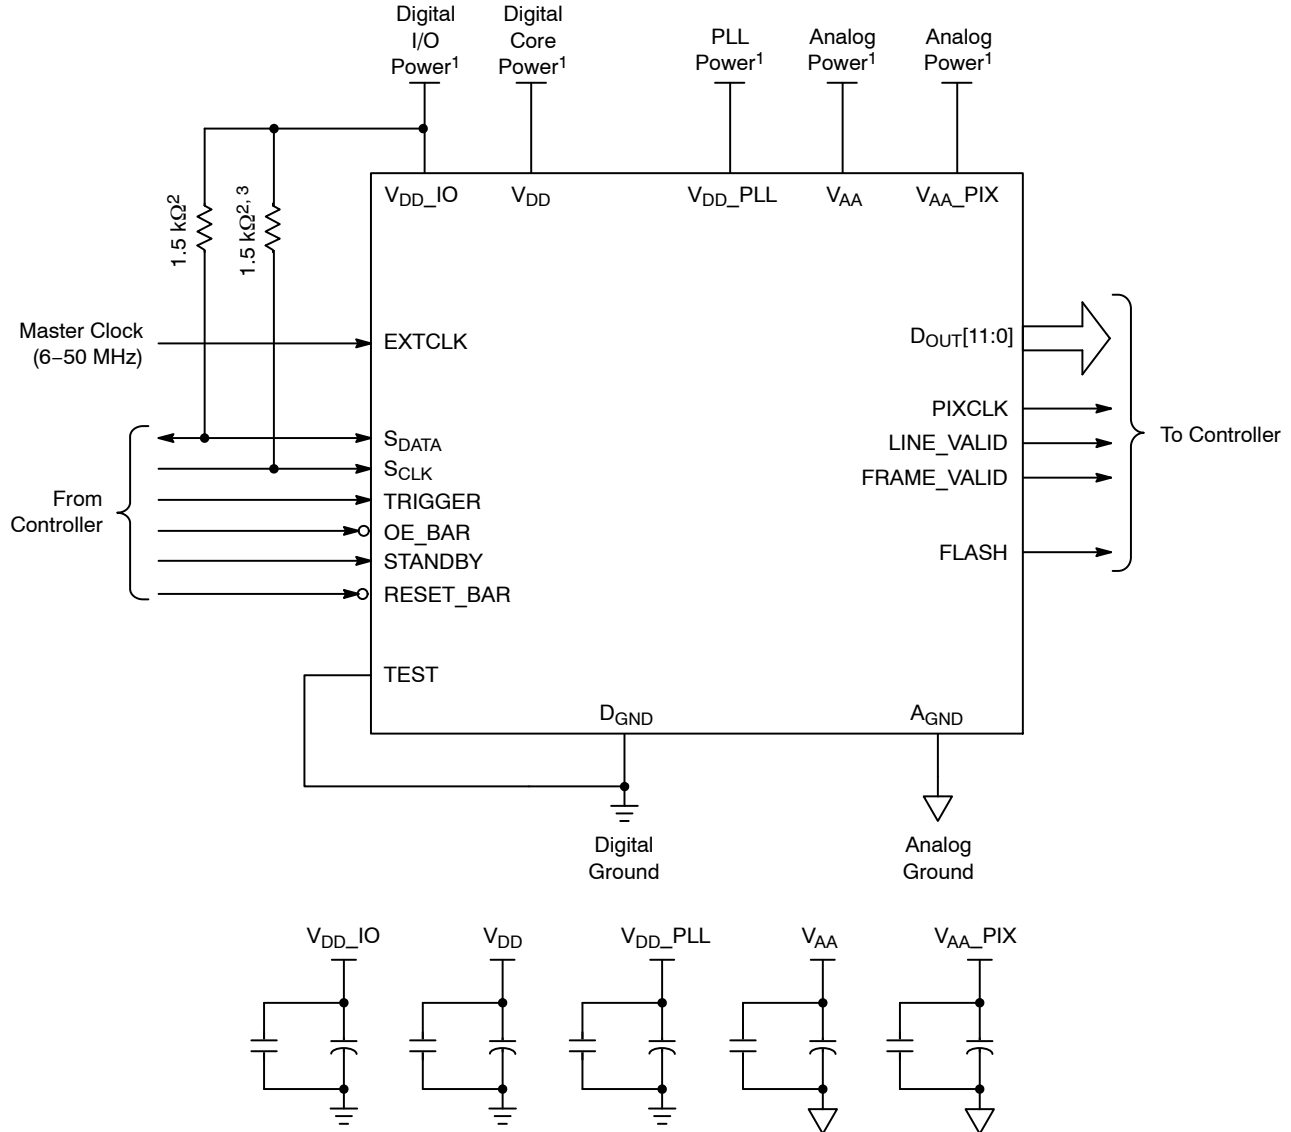 Digital
I/O
Power1
Digital
Core
Power1
PLL
Power1
Analog
Power1
Analog
Power1
VDD_IO
VDD
VDD_PLL
VAA
VAA_PIX
1.5 kΩ2
1.5 kΩ2, 3
Master Clock
(6–50 MHz)
EXTCLK
From
Controller
SDATA
SCLK
TRIGGER
OE_BAR
STANDBY
RESET_BAR
TEST
DOUT[11:0]
PIXCLK
LINE_VALID
FRAME_VALID
FLASH
To Controller
DGND
AGND
Digital
Ground
Analog
Ground
VDD_IO
VDD
VDD_PLL
VAA
VAA_PIX